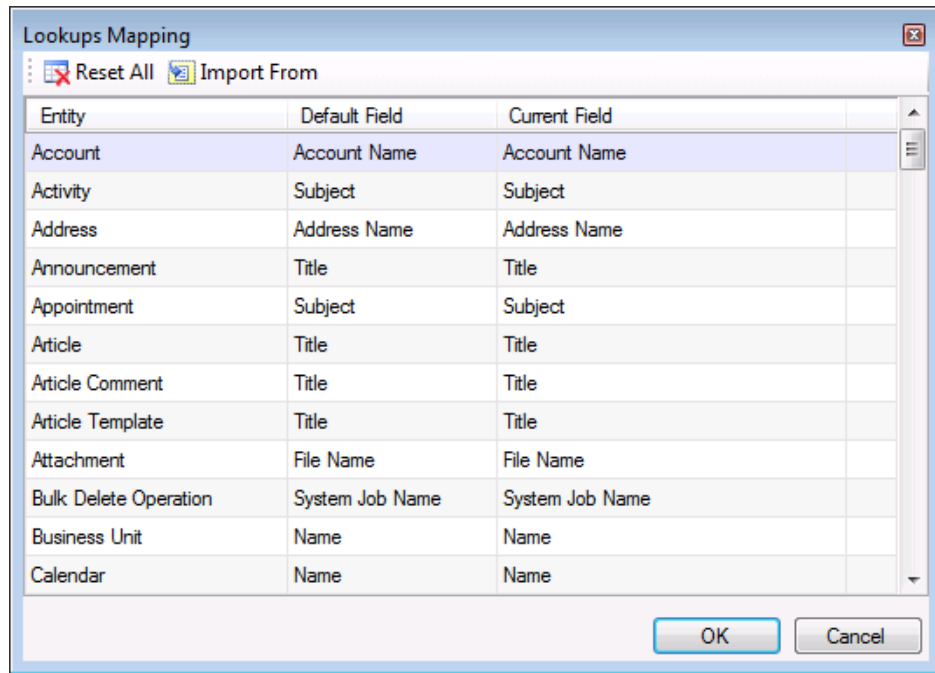 Lookups Mapping
Reset All Import From
Entity Default Field Current Field
Account Account Name Account Name
Activity Subject Subject
Address Address Name Address Name
Announcement Title Title
Appointment Subject Subject
Article Title Title
Article Comment Title Title
Article Template Title Title
Attachment File Name File Name
Bulk Delete Operation System Job Name System Job Name
Business Unit Name Name
Calendar Name Name
OK Cancel